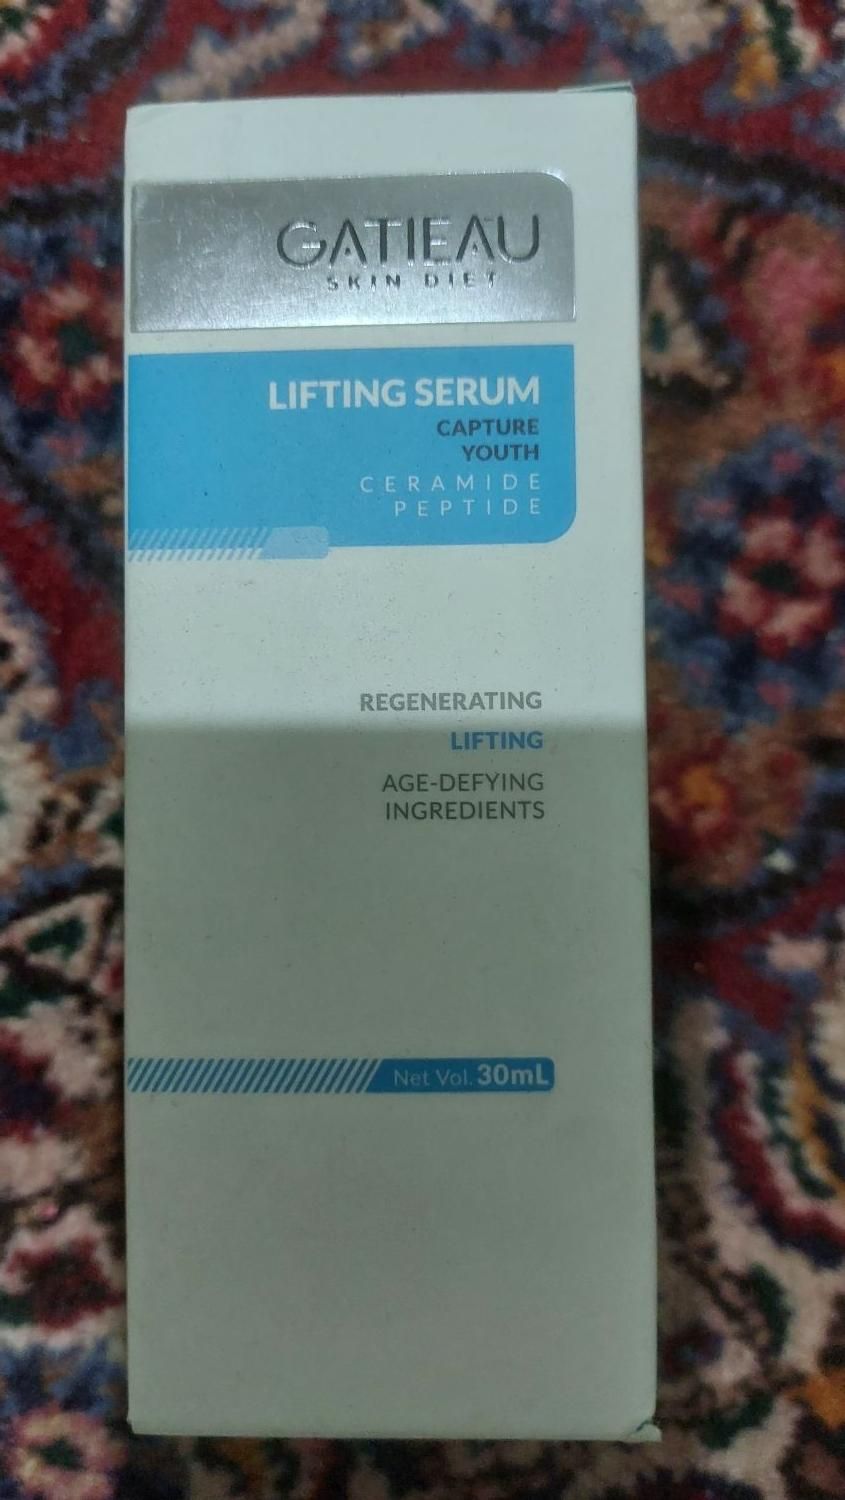 GATIEAU
SKIN DIET
LIFTING SERUM
CAPTURE
YOUTH
CERAMIDE
PEPTIDE
REGENERATING
LIFTING
AGE-DEFYING
INGREDIENTS
Net Vol. 30mL